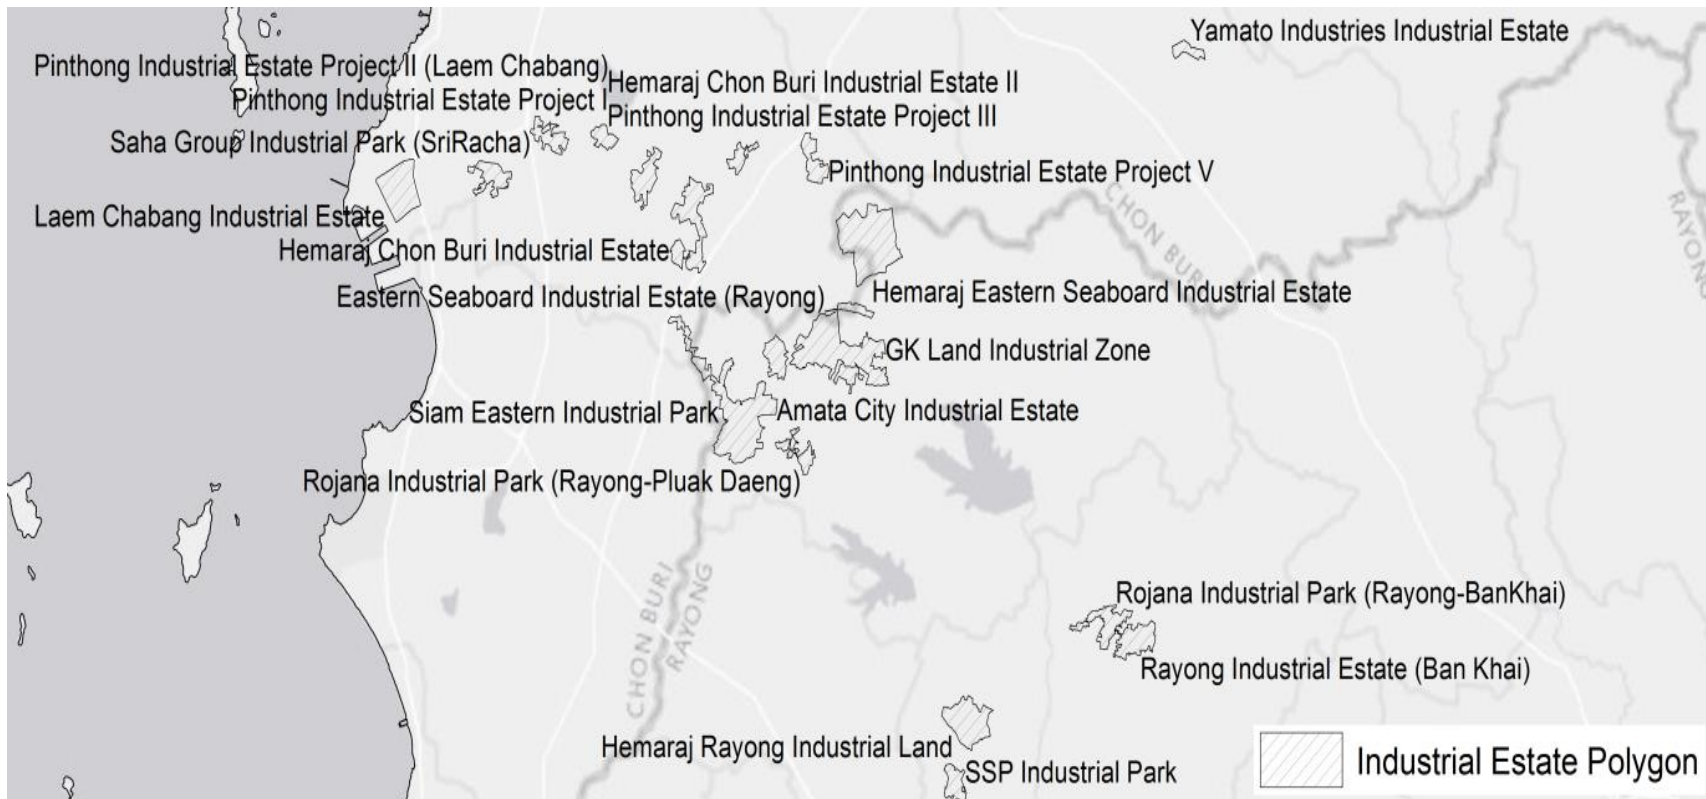 Yamato Industries Industrial Estate
Pinthong Industrial Estate Project II (Laem Chabang)
Hemaraj Chon Buri Industrial Estate II
Pinthong Industrial Estate Project I
Pinthong Industrial Estate Project III
Saha Group Industrial Park (SriRacha)
Pinthong Industrial Estate Project V
Laem Chabang Industrial Estate
CHON BURI
RAYONG
Hemaraj Chon Buri Industrial Estate
Eastern Seaboard Industrial Estate (Rayong)
Hemaraj Eastern Seaboard Industrial Estate
GK Land Industrial Zone
Siam Eastern Industrial Park
Amata City Industrial Estate
Rojana Industrial Park (Rayong-Pluak Daeng)
CHON BURI
RAYONG
Rojana Industrial Park (Rayong-BanKhai)
Rayong Industrial Estate (Ban Khai)
Hemaraj Rayong Industrial Land
SSP Industrial Park
Industrial Estate Polygon